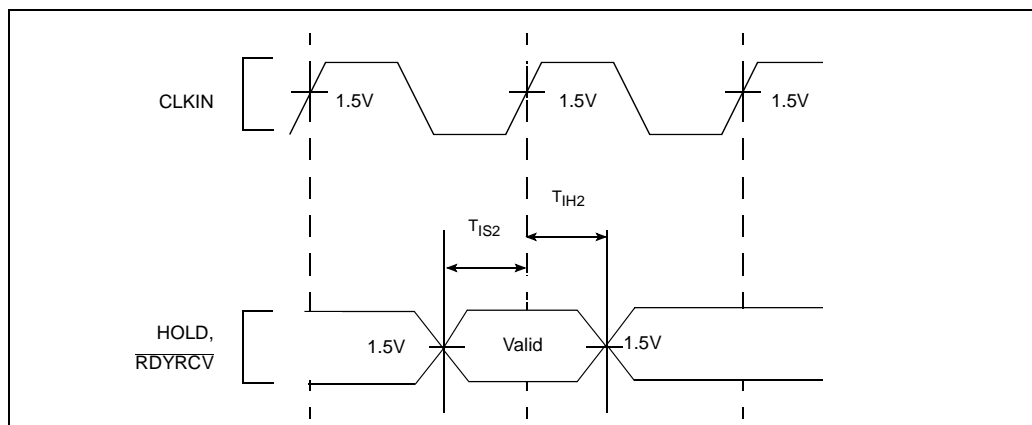 CLKIN
1.5V
1.5V
1.5V
TIH2
TIS2
HOLD,
RDYRCV
1.5V
Valid
1.5V